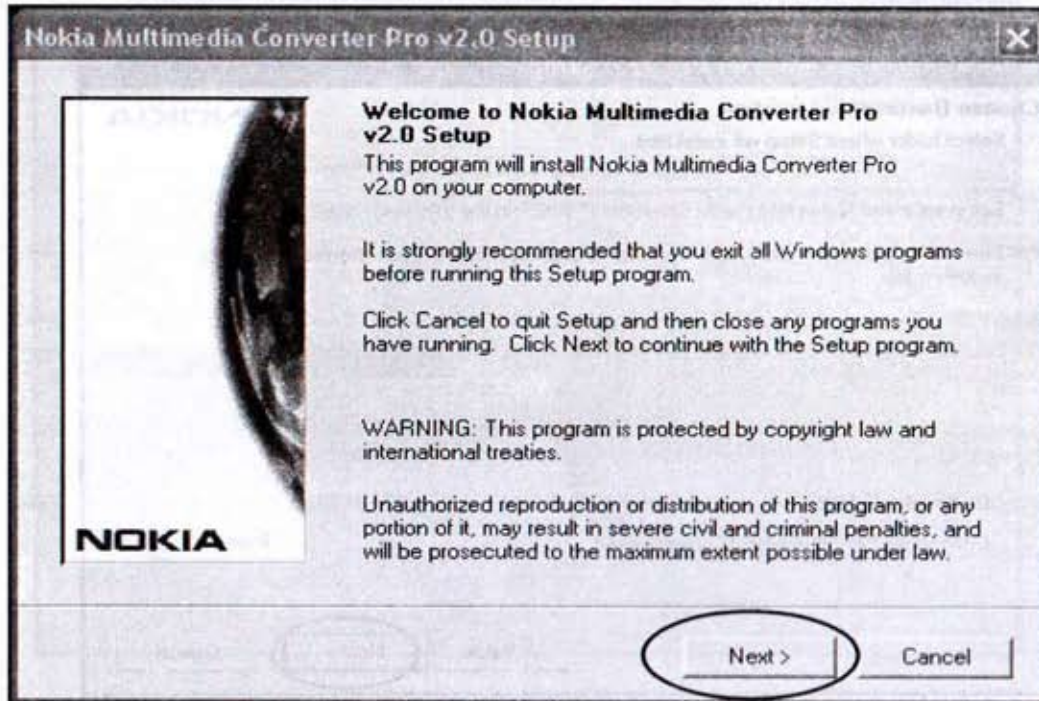 Nokia Multimedia Converter Pro v2.0 Setup
Welcome to Nokia Multimedia Converter Pro
v2.0 Setup
This program will install Nokia Multimedia Converter Pro
v2.0 on your computer.
It is strongly recommended that you exit all Windows programs
before running this Setup program.
Click Cancel to quit Setup and then close any programs you
have running. Click Next to continue with the Setup program.
WARNING: This program is protected by copyright law and
international treaties.
Unauthorized reproduction or distribution of this program, or any
portion of it, may result in severe civil and criminal penalties, and
will be prosecuted to the maximum extent possible under law.
NOKIA
Next >
Cancel